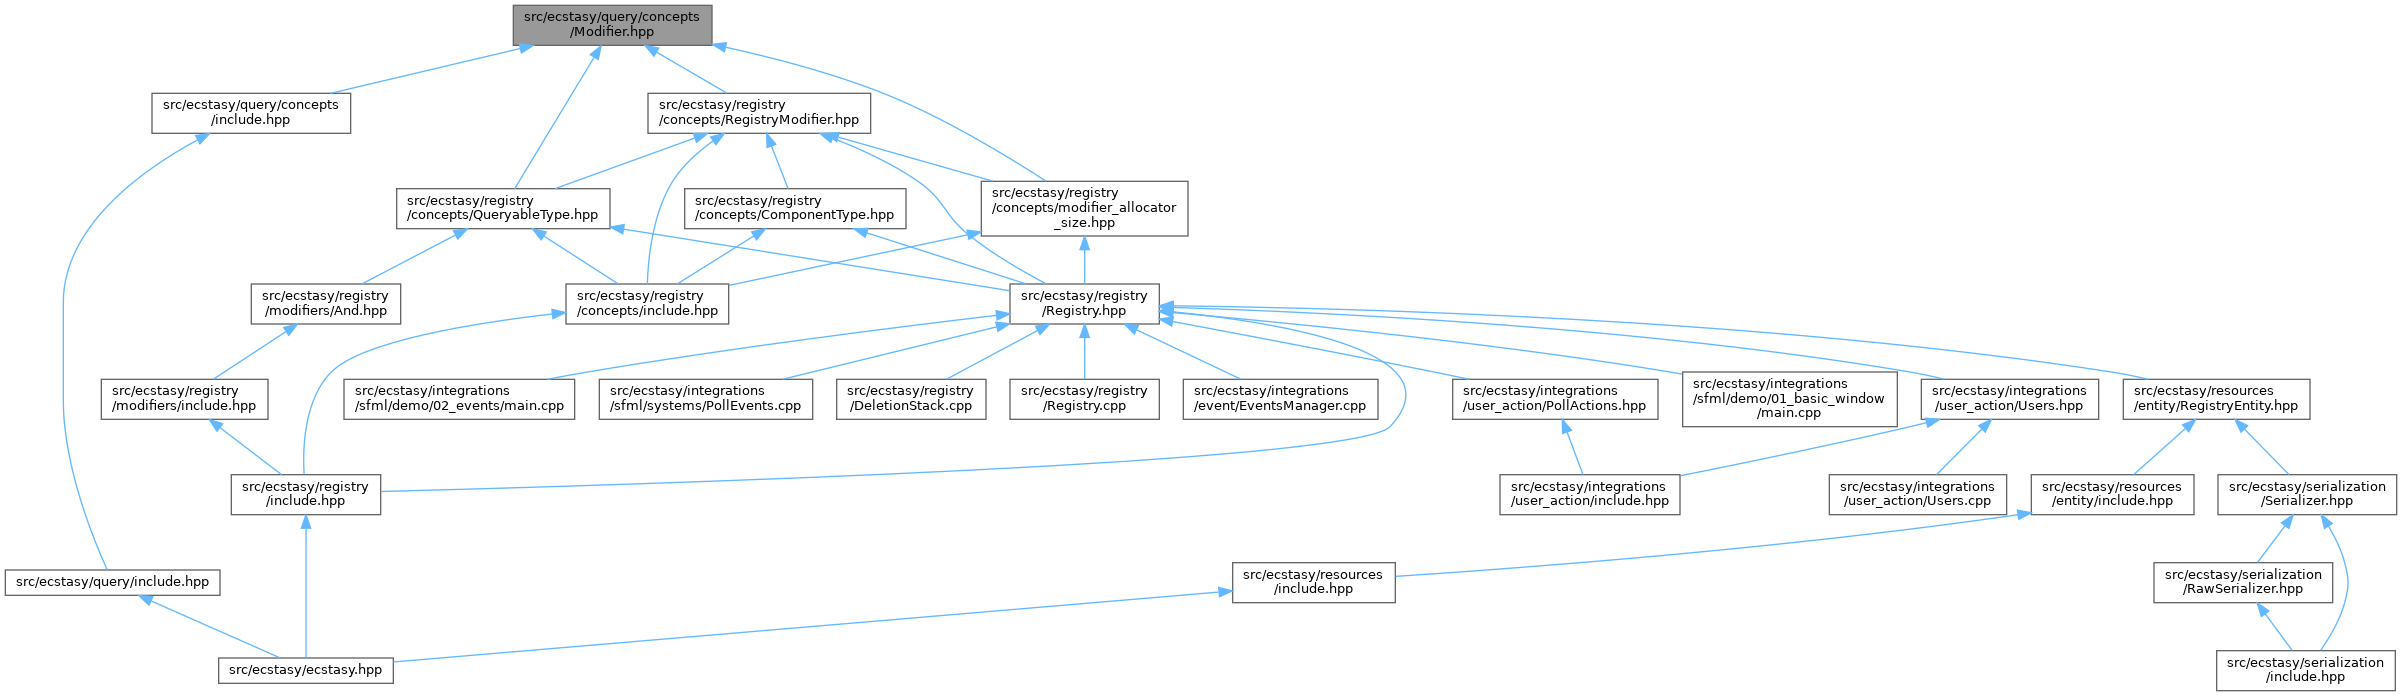 src/ecstasy/query/concepts
/Modifier.hpp
src/ecstasy/query/concepts
/include.hpp
src/ecstasy/registry
/concepts/RegistryModifier.hpp
src/ecstasy/registry
/concepts/QueryableType.hpp
src/ecstasy/registry
/concepts/ComponentType.hpp
src/ecstasy/registry
/concepts/modifier_allocator
_size.hpp
src/ecstasy/registry
/modifiers/And.hpp
src/ecstasy/registry
/concepts/include.hpp
src/ecstasy/registry
/Registry.hpp
src/ecstasy/registry
/modifiers/include.hpp
src/ecstasy/integrations
/sfml/demo/02_events/main.cpp
src/ecstasy/integrations
/sfml/systems/PollEvents.cpp
src/ecstasy/registry
/DeletionStack.cpp
src/ecstasy/registry
/Registry.cpp
src/ecstasy/integrations
/event/EventsManager.cpp
src/ecstasy/integrations
/user_action/PollActions.hpp
src/ecstasy/integrations
/sfml/demo/01_basic_window
/main.cpp
src/ecstasy/integrations
/user_action/Users.hpp
src/ecstasy/resources
/entity/RegistryEntity.hpp
src/ecstasy/registry
/include.hpp
src/ecstasy/integrations
/user_action/include.hpp
src/ecstasy/integrations
/user_action/Users.cpp
src/ecstasy/resources
/entity/include.hpp
src/ecstasy/serialization
/Serializer.hpp
src/ecstasy/query/include.hpp
src/ecstasy/resources
/include.hpp
src/ecstasy/serialization
/RawSerializer.hpp
src/ecstasy/ecstasy.hpp
src/ecstasy/serialization
/include.hpp